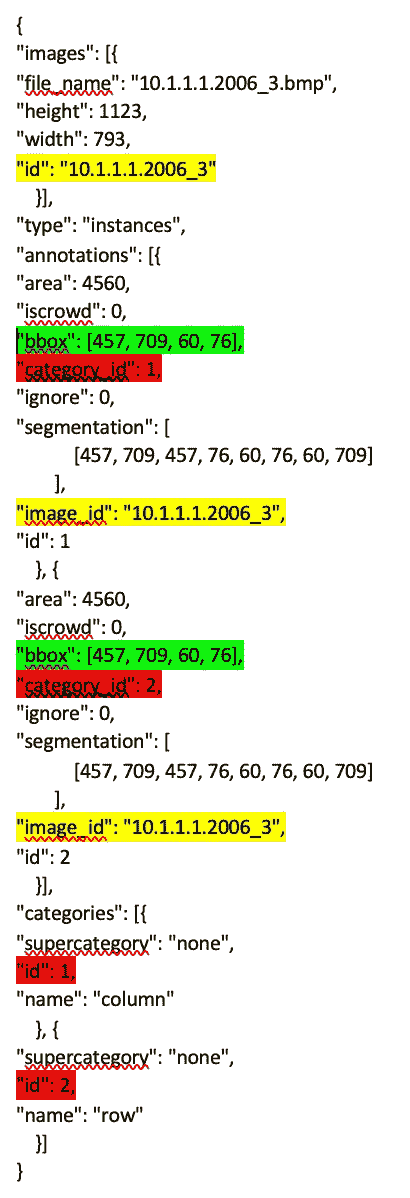 {
"images": [{
"file_name": "10.1.1.1.2006_3.bmp",
"height": 1123,
"width": 793,
"id": "10.1.1.1.2006_3"
}],
"type": "instances",
"annotations": [{
"area": 4560,
"iscrowd": 0,
"bbox": [457, 709, 60, 76],
"category_id": 1,
"ignore": 0,
"segmentation": [
[457, 709, 457, 76, 60, 76, 60, 709]
],
"image_id": "10.1.1.1.2006_3",
"id": 1
}, {
"area": 4560,
"iscrowd": 0,
"bbox": [457, 709, 60, 76],
"category_id": 2,
"ignore": 0,
"segmentation": [
[457, 709, 457, 76, 60, 76, 60, 709]
],
"image_id": "10.1.1.1.2006_3",
"id": 2
}],
"categories": [{
"supercategory": "none",
"id": 1,
"name": "column"
}, {
"supercategory": "none",
"id": 2,
"name": "row"
}]
}